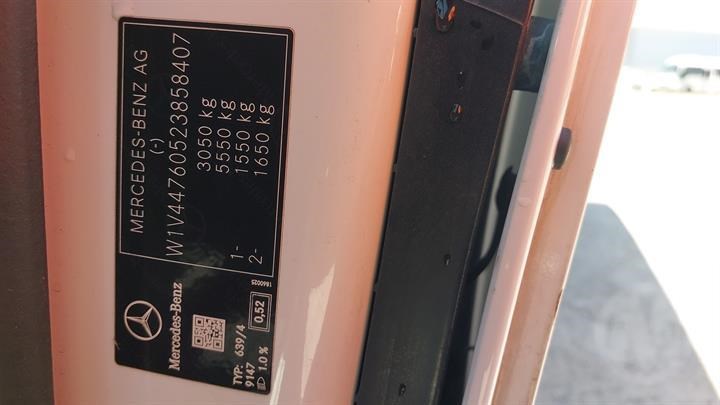 MERCEDES-BENZ AG
(-)
W1V44760523858407
3050 kg
5550 kg
1- 1550 kg
2- 1650 kg
Mercedes-Benz
1860025
TYP: 639/4
9147
1.0 %
0,52